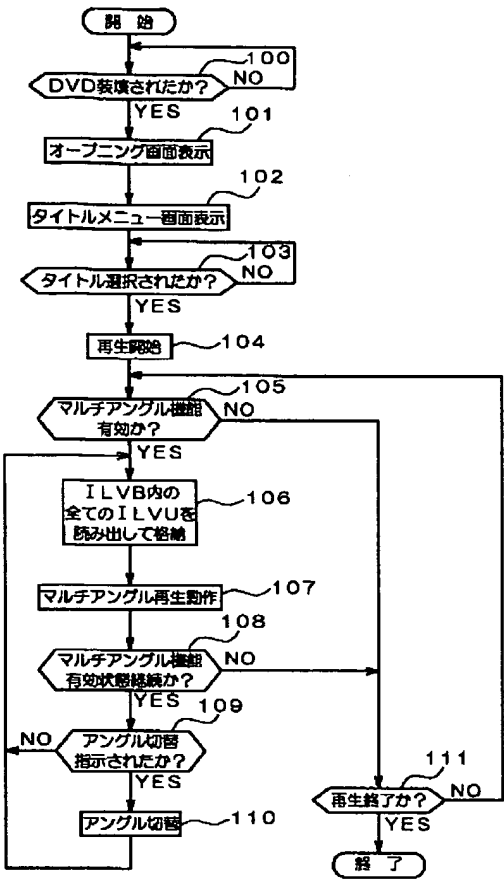 開 始
100
DVD装填されたか？
NO
YES
101
オープニング画面表示
102
タイトルメニュー画面表示
103
タイトル選択されたか？
NO
YES
再生開始
104
105
マルチアングル機能
有効か？
NO
YES
ILVB内の
全てのILVUを
読み出して格納
106
107
マルチアングル再生動作
108
マルチアングル機能
有効状態継続か？
NO
YES
109
アングル切替
指示されたか？
NO
YES
アングル切替
110
111
再生終了か？
NO
YES
終 了